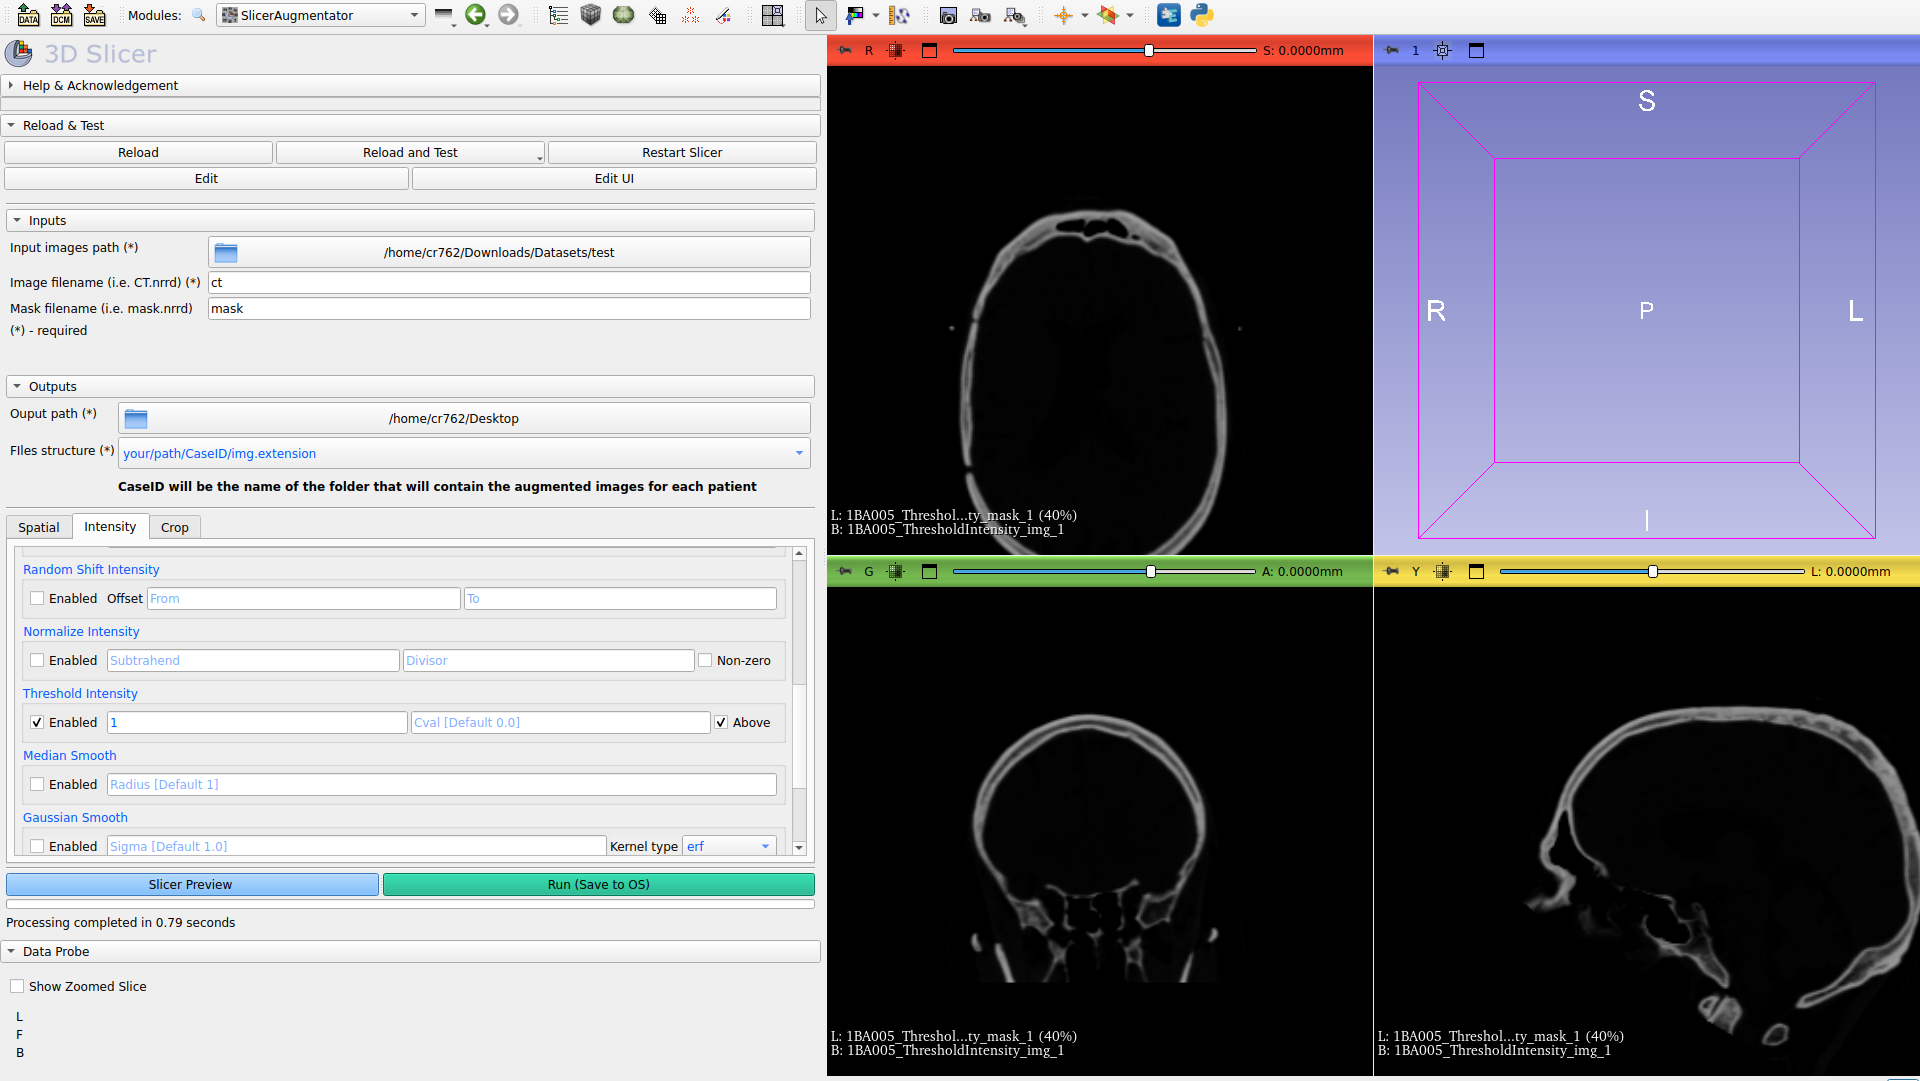 DATA DCM SAVE Modules: SlicerAugmentator
3D Slicer
Help & Acknowledgement
Reload & Test
Reload Reload and Test Restart Slicer
Edit Edit UI
Inputs
Input images path (*) /home/cr762/Downloads/Datasets/test
Image filename (i.e. CT.nrrd) (*) ct
Mask filename (i.e. mask.nrrd) mask
(*) - required
Outputs
Ouput path (*) /home/cr762/Desktop
FIles structure (*) your/path/CaseID/img.extension
CaseID will be the name of the folder that will contain the augmented images for each patient
Spatial Intensity Crop
Random Shift Intensity
Enabled Offset From To
Normalize Intensity
Enabled Subtrahend Divisor Non-zero
Threshold Intensity
Enabled 1 Cval [Default 0.0] Above
Median Smooth
Enabled Radius [Default 1]
Gaussian Smooth
Enabled Sigma [Default 1.0] Kernel type erf
Slicer Preview Run (Save to OS)
Processing completed in 0.79 seconds
Data Probe
Show Zoomed Slice
L
F
B
R S: 0.0000mm
L: 1BA005_Threshol...ty_mask_1 (40%)
B: 1BA005_ThresholdIntensity_img_1
1
S
R P L
I
G A: 0.0000mm
L: 1BA005_Threshol...ty_mask_1 (40%)
B: 1BA005_ThresholdIntensity_img_1
Y L: 0.0000mm
L: 1BA005_Threshol...ty_mask_1 (40%)
B: 1BA005_ThresholdIntensity_img_1